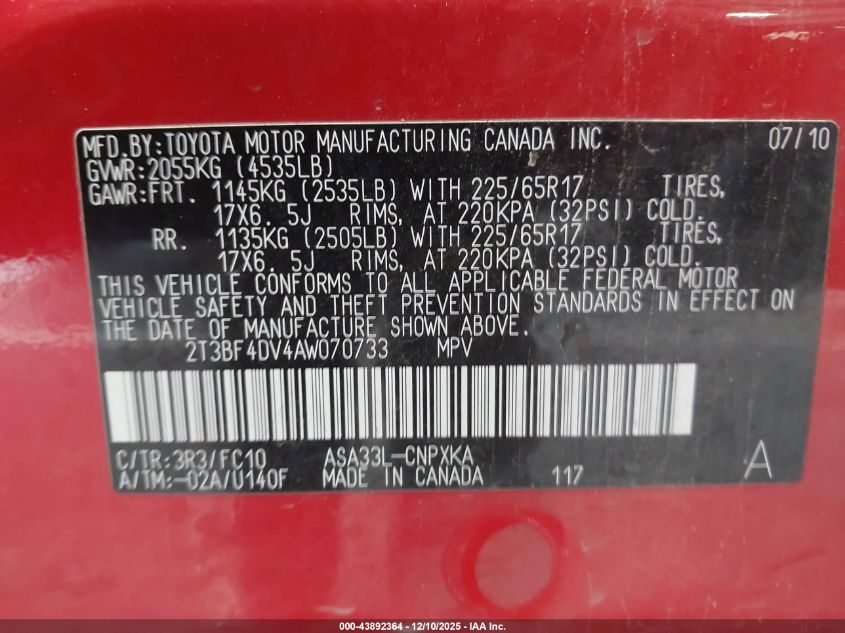 MFD.BY:TOYOTA MOTOR MANUFACTURING CANADA INC. 07/10
GVWR:2055KG (4535LB)
GAWR:FRT. 1145KG (2535LB) WITH 225/65R17 TIRES,
17X6. 5J RIMS, AT 220KPA (32PSI) COLD.
RR. 1135KG (2505LB) WITH 225/65R17 TIRES,
17X6. 5J RIMS, AT 220KPA (32PSI) COLD.
THIS VEHICLE CONFORMS TO ALL APPLICABLE FEDERAL MOTOR
VEHICLE SAFETY AND THEFT PREVENTION STANDARDS IN EFFECT ON
THE DATE OF MANUFACTURE SHOWN ABOVE.
2T3BF4DV4AW070733 MPV
C/TR:3R3/FC10 ASA33L-CNPXKA
A/TM:-02A/U140F MADE IN CANADA 117 A
000-43892364 - 12/10/2025 - IAA Inc.